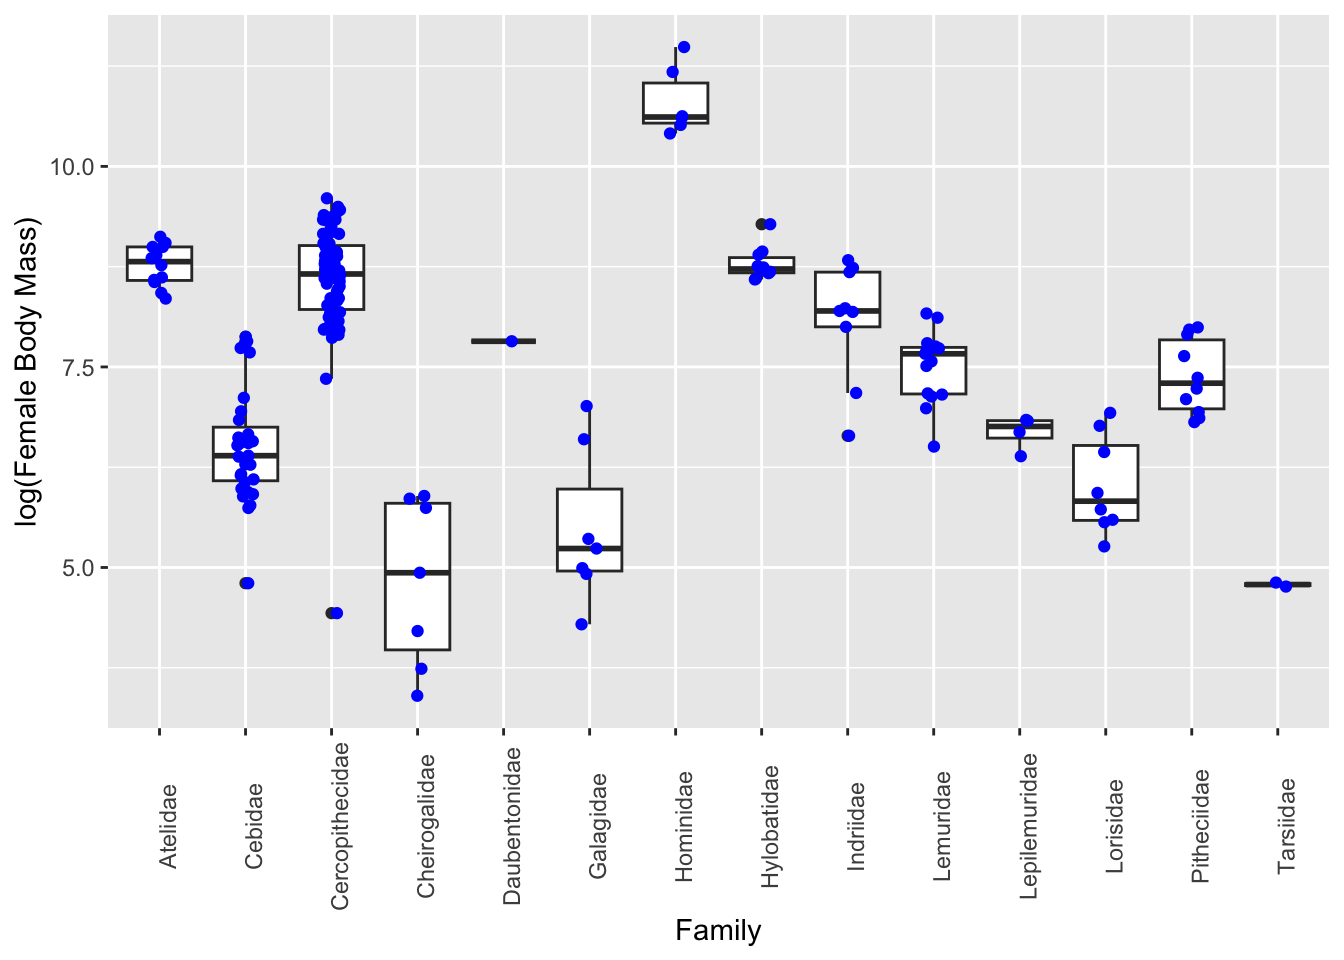 log(Female Body Mass)
10.0
7.5
5.0
Atelidae
Cebidae
Cercopithecidae
Cheirogalidae
Daubentonidae
Galagidae
Hominidae
Hylobatidae
Indriidae
Lemuridae
Lepilemuridae
Lorisidae
Pitheciidae
Tarsiidae
Family